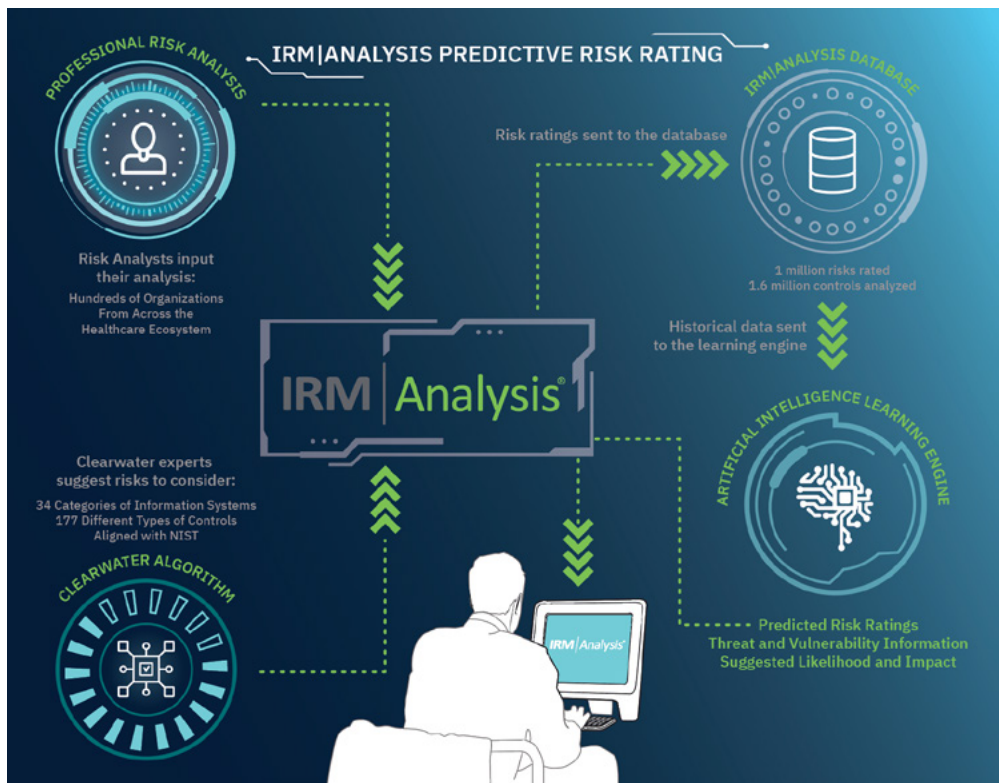 IRM|ANALYSIS PREDICTIVE RISK RATING
PROFESSIONAL RISK ANALYSIS
Risk Analysts input
their analysis:
Hundreds of Organizations
From Across the
Healthcare Ecosystem
Risk ratings sent to the database
IRM|ANALYSIS DATABASE
1 million risks rated
1.6 million controls analyzed
Historical data sent
to the learning engine
IRM|Analysis®
ARTIFICIAL INTELLIGENCE LEARNING ENGINE
Clearwater experts
suggest risks to consider:
34 Categories of Information Systems
177 Different Types of Controls
Aligned with NIST
CLEARWATER ALGORITHM
IRM|Analysis®
Predicted Risk Ratings
Threat and Vulnerability Information
Suggested Likelihood and Impact